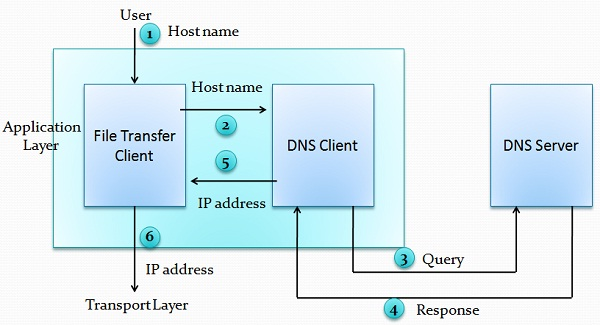 User
1
Host name
Host name
2
Application
Layer
File Transfer
Client
DNS Client
DNS Server
5
IP address
6
IP address
3
Query
Transport Layer
4
Response